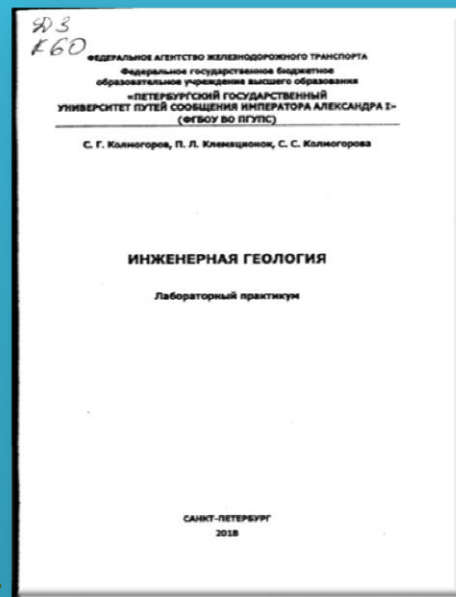 Д3
К60
ФЕДЕРАЛЬНОЕ АГЕНТСТВО ЖЕЛЕЗНОДОРОЖНОГО ТРАНСПОРТА
Федеральное государственное бюджетное
образовательное учреждение высшего образования
«ПЕТЕРБУРГСКИЙ ГОСУДАРСТВЕННЫЙ
УНИВЕРСИТЕТ ПУТЕЙ СООБЩЕНИЯ ИМПЕРАТОРА АЛЕКСАНДРА I»
(ФГБОУ ВО ПГУПС)
С. Г. Колмогоров, П. Л. Клемяционок, С. С. Колмогорова
ИНЖЕНЕРНАЯ ГЕОЛОГИЯ
Лабораторный практикум
САНКТ-ПЕТЕРБУРГ
2018